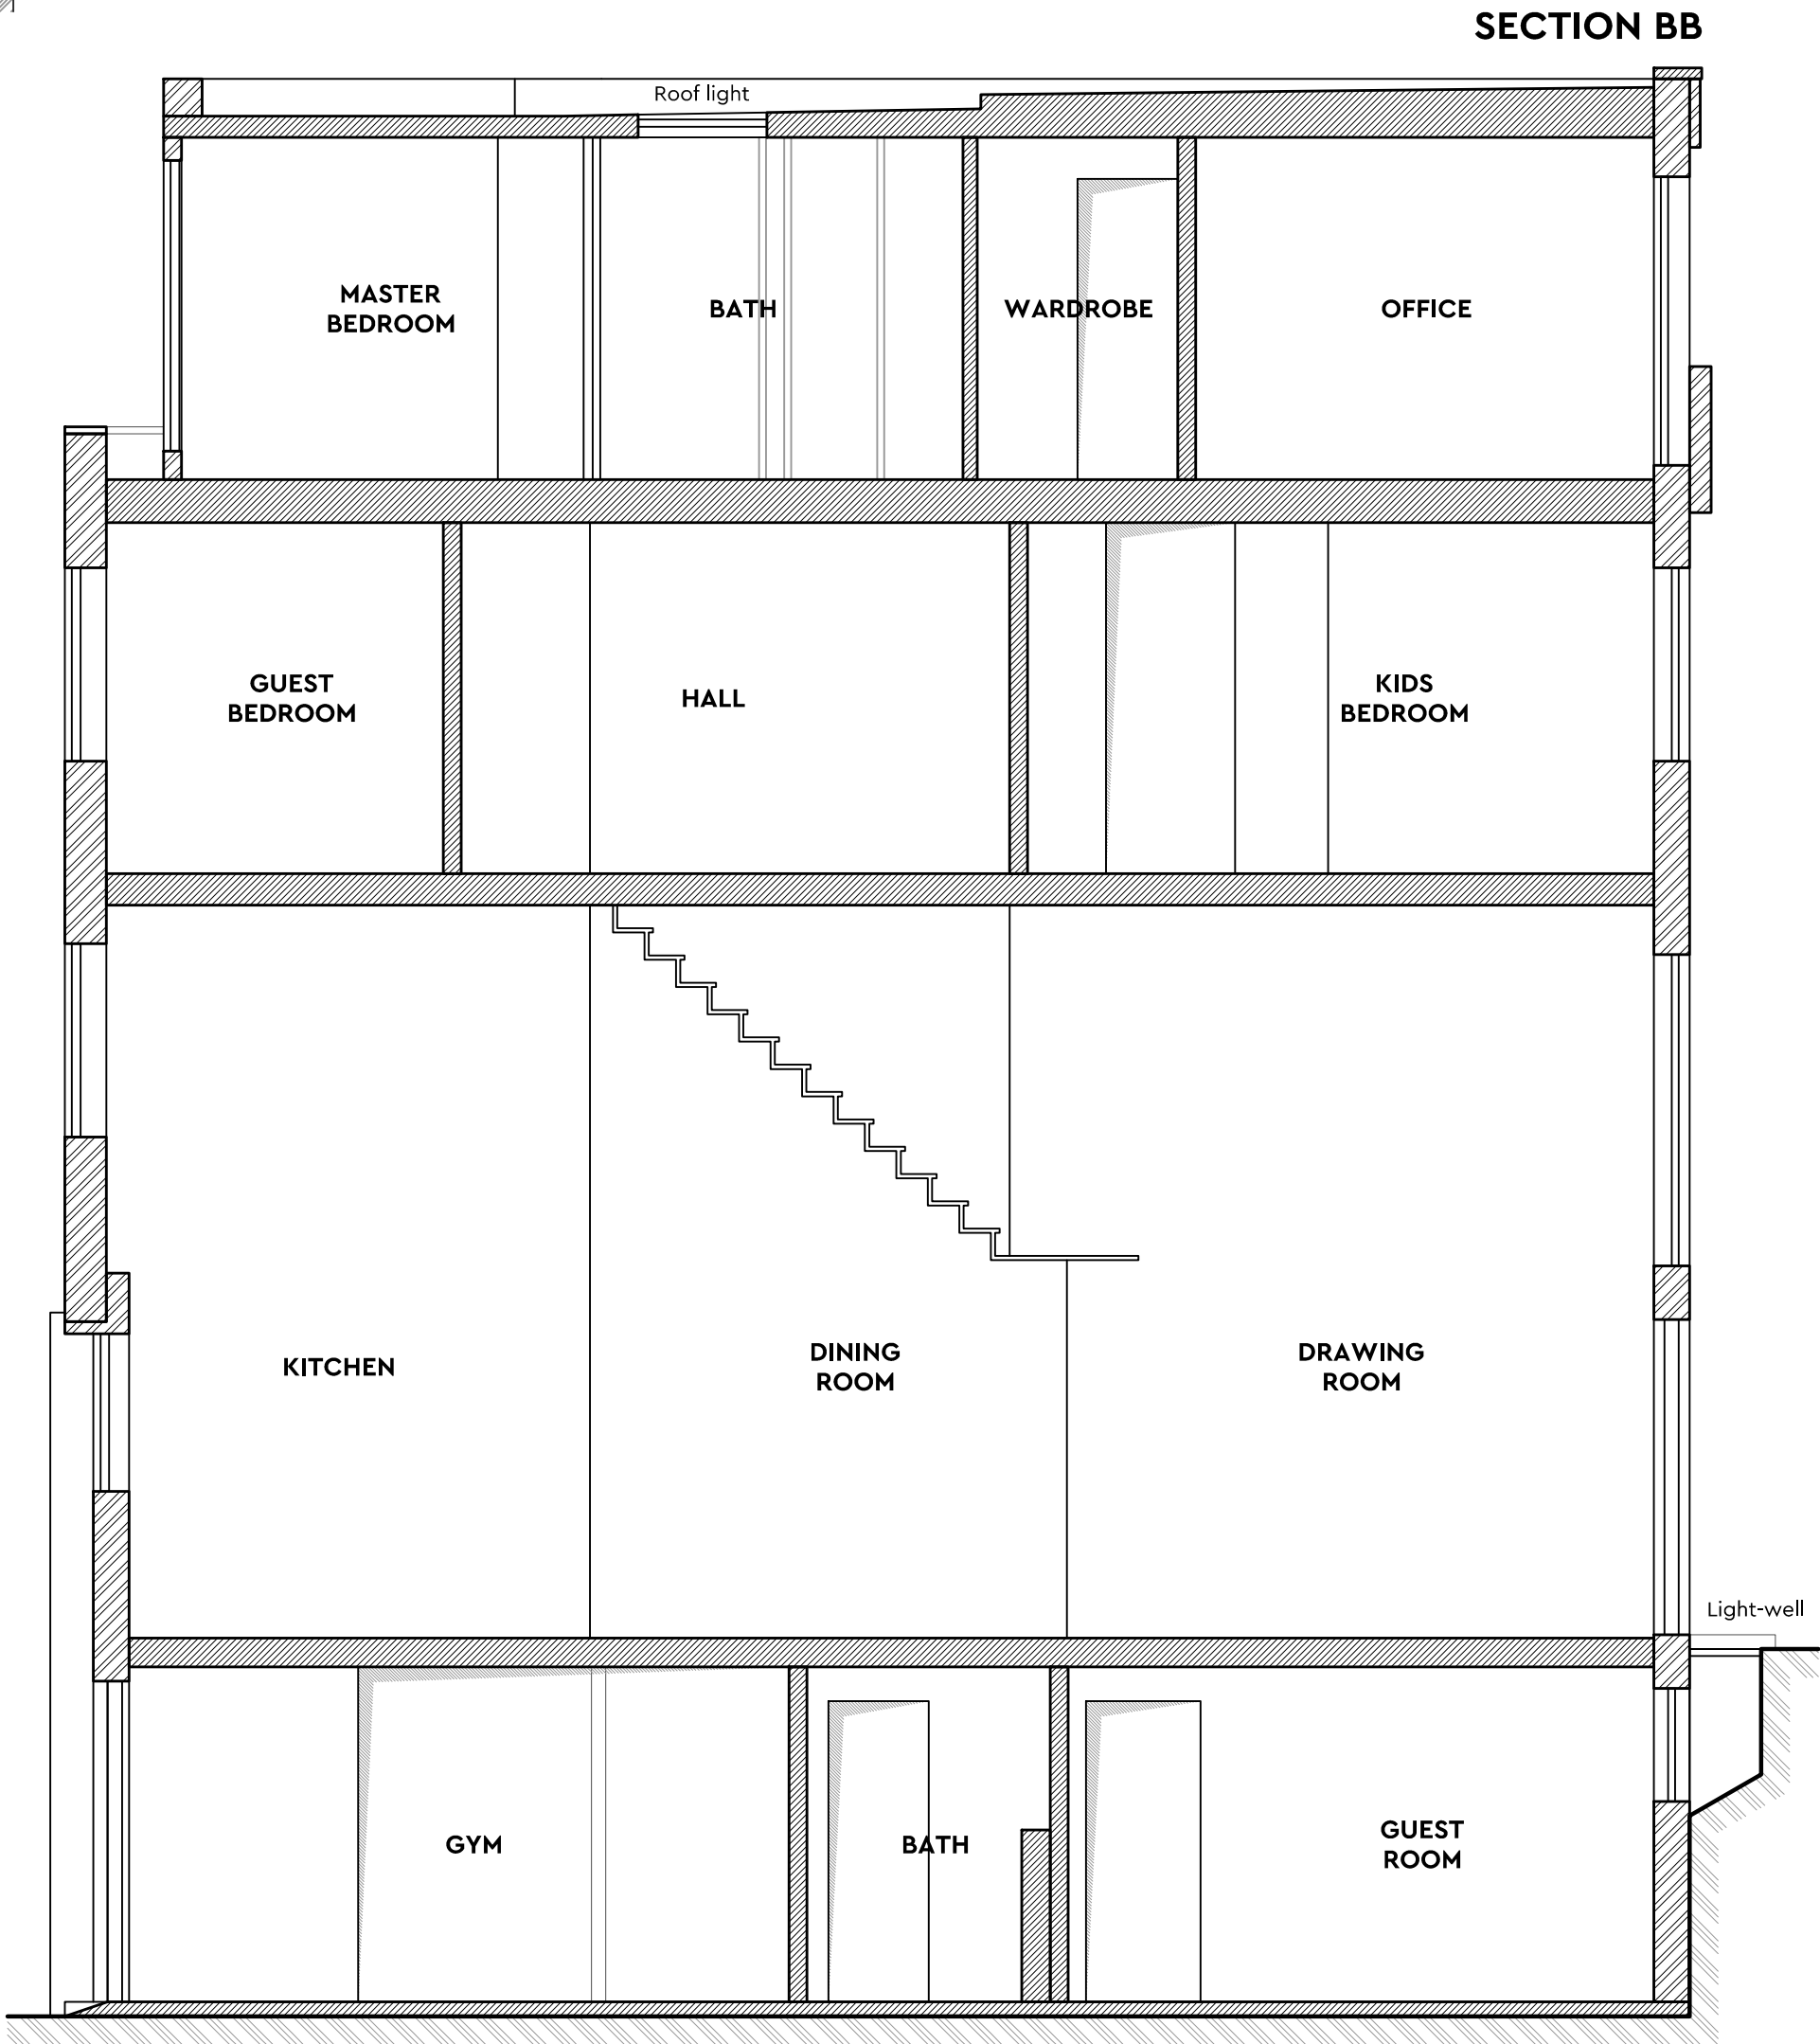 SECTION BB
Roof light
MASTER
BEDROOM
BATH
WARDROBE
OFFICE
GUEST
BEDROOM
HALL
KIDS
BEDROOM
KITCHEN
DINING
ROOM
DRAWING
ROOM
Light-well
GYM
BATH
GUEST
ROOM